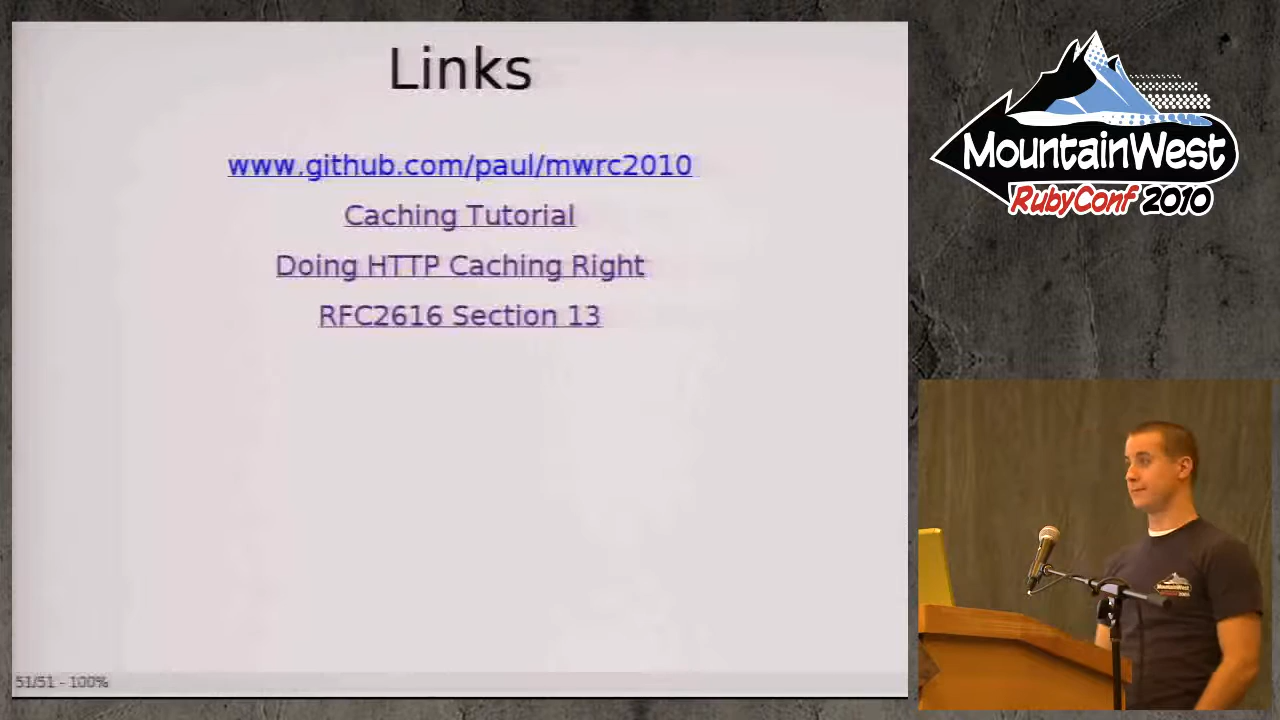 Links
www.github.com/paul/mwrc2010
Caching Tutorial
Doing HTTP Caching Right
RFC2616 Section 13
51/51 - 100%
MountainWest
RubyConf 2010
MountainWest